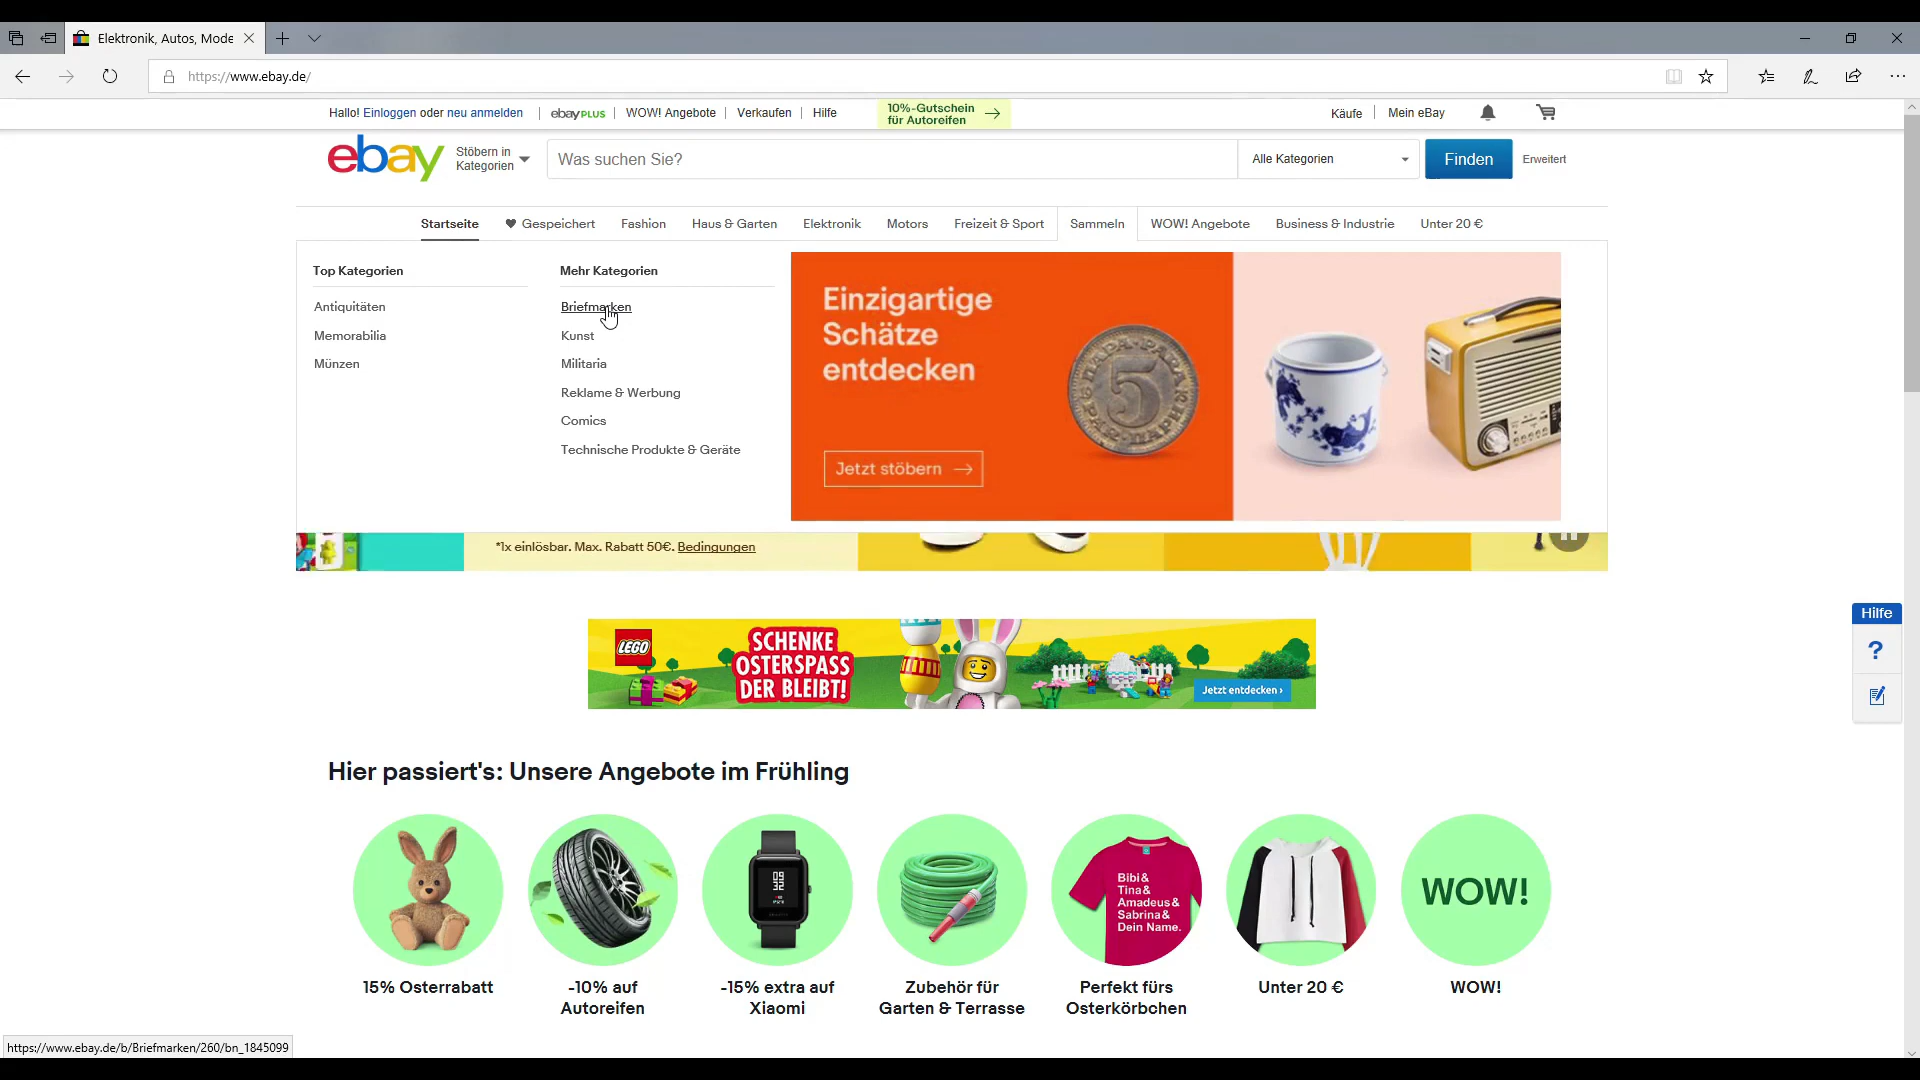 Elektronik, Autos, Mode
https://www.ebay.de/
Hallo! Einloggen oder neu anmelden
ebay PLUS
WOW! Angebote
Verkaufen
Hilfe
10%-Gutschein
für Autoreifen
Käufe
Mein eBay
ebay
Stöbern in
Kategorien
Was suchen Sie?
Alle Kategorien
Finden
Erweitert
Startseite
Gespeichert
Fashion
Haus & Garten
Elektronik
Motors
Freizeit & Sport
Sammeln
WOW! Angebote
Business & Industrie
Unter 20 €
Top Kategorien
Antiquitäten
Memorabilia
Münzen
Mehr Kategorien
Briefmarken
Kunst
Militaria
Reklame & Werbung
Comics
Technische Produkte & Geräte
Einzigartige
Schätze
entdecken
Jetzt stöbern
5
*1x einlösbar. Max. Rabatt 50€. Bedingungen
LEGO
SCHENKE
OSTERSPASS
DER BLEIBT!
Jetzt entdecken ›
Hilfe
?
Hier passiert's: Unsere Angebote im Frühling
Bibi&
Tina&
Amadeus&
Sabrina&
Dein Name.
WOW!
15% Osterrabatt
-10% auf
Autoreifen
-15% extra auf
Xiaomi
Zubehör für
Garten & Terrasse
Perfekt fürs
Osterkörbchen
Unter 20 €
WOW!
https://www.ebay.de/b/Briefmarken/260/bn_1845099